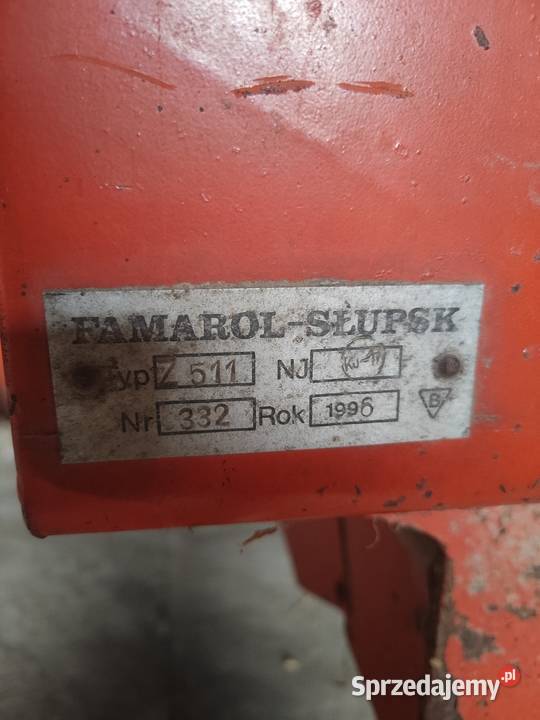 FAMAROL-SŁUPSK
Typ Z 511 NJ
Nr 332 Rok 1996 B
Sprzedajemy.pl